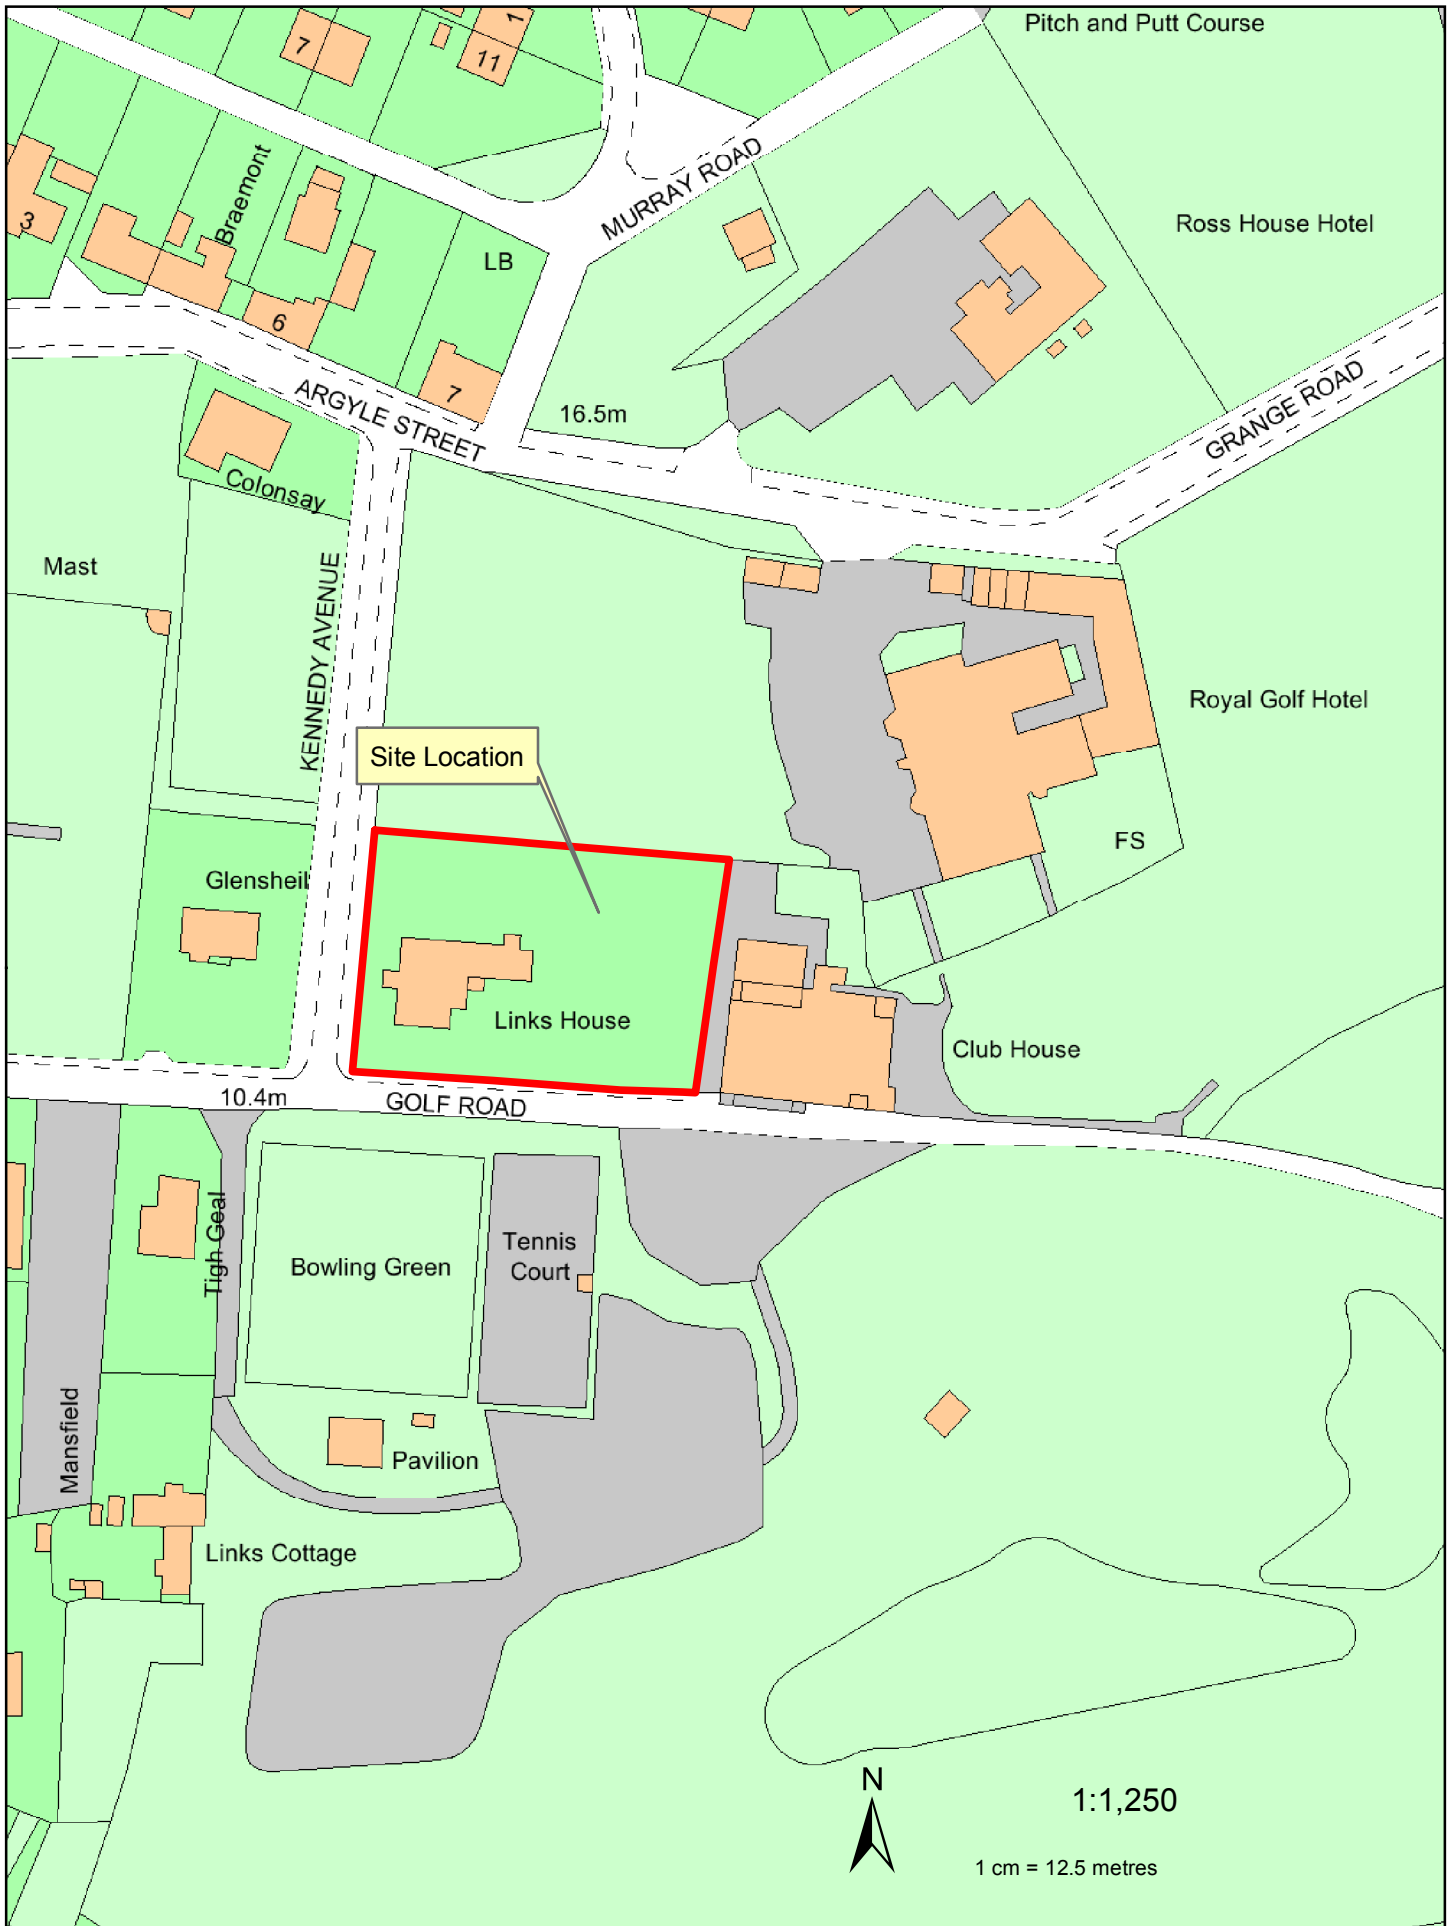 Pitch and Putt Course
7
1
11
MURRAY ROAD
Braemont
3
Ross House Hotel
LB
6
7
ARGYLE STREET
16.5m
GRANGE ROAD
Colonsay
Mast
KENNEDY AVENUE
Royal Golf Hotel
Site Location
FS
Glensheil
Links House
Club House
10.4m
GOLF ROAD
Tigh Geal
Bowling Green
Tennis
Court
Mansfield
Pavilion
Links Cottage
N
1:1,250
1 cm = 12.5 metres